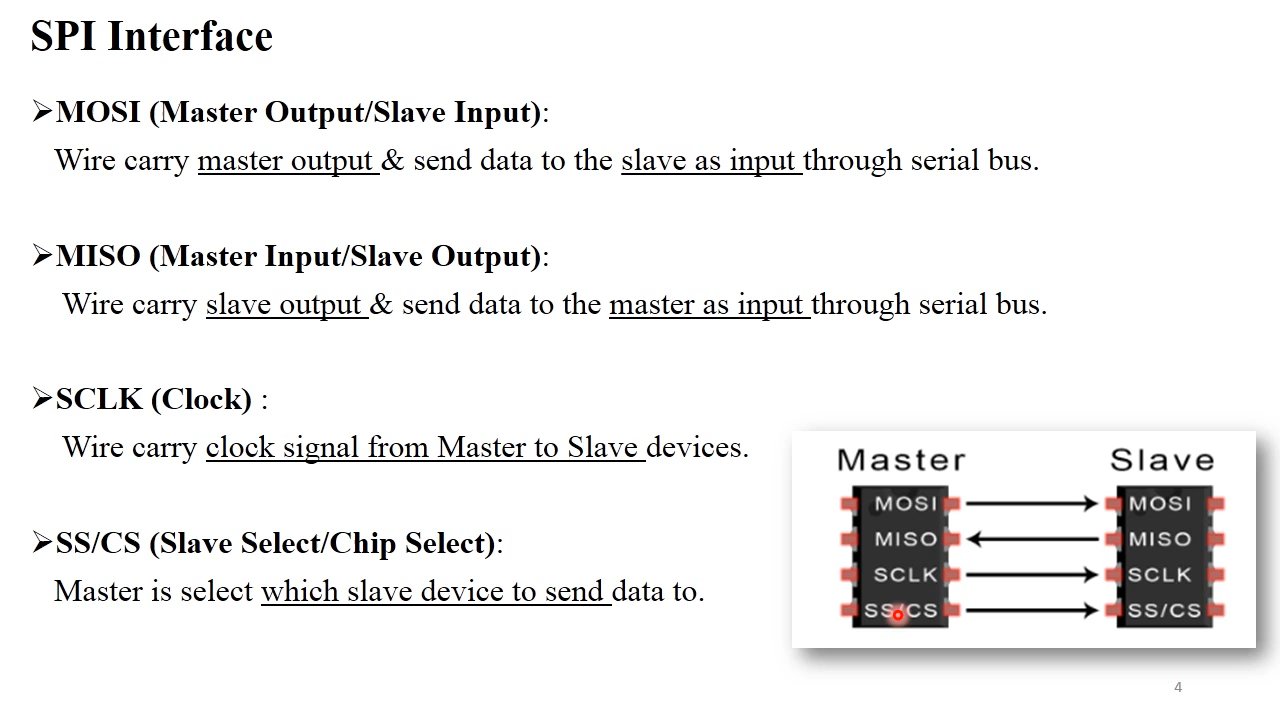 SPI Interface
➢MOSI (Master Output/Slave Input):
Wire carry master output & send data to the slave as input through serial bus.
➢MISO (Master Input/Slave Output):
Wire carry slave output & send data to the master as input through serial bus.
➢SCLK (Clock) :
Wire carry clock signal from Master to Slave devices.
➢SS/CS (Slave Select/Chip Select):
Master is select which slave device to send data to.
Master Slave
MOSI MOSI
MISO MISO
SCLK SCLK
SS/CS SS/CS
4